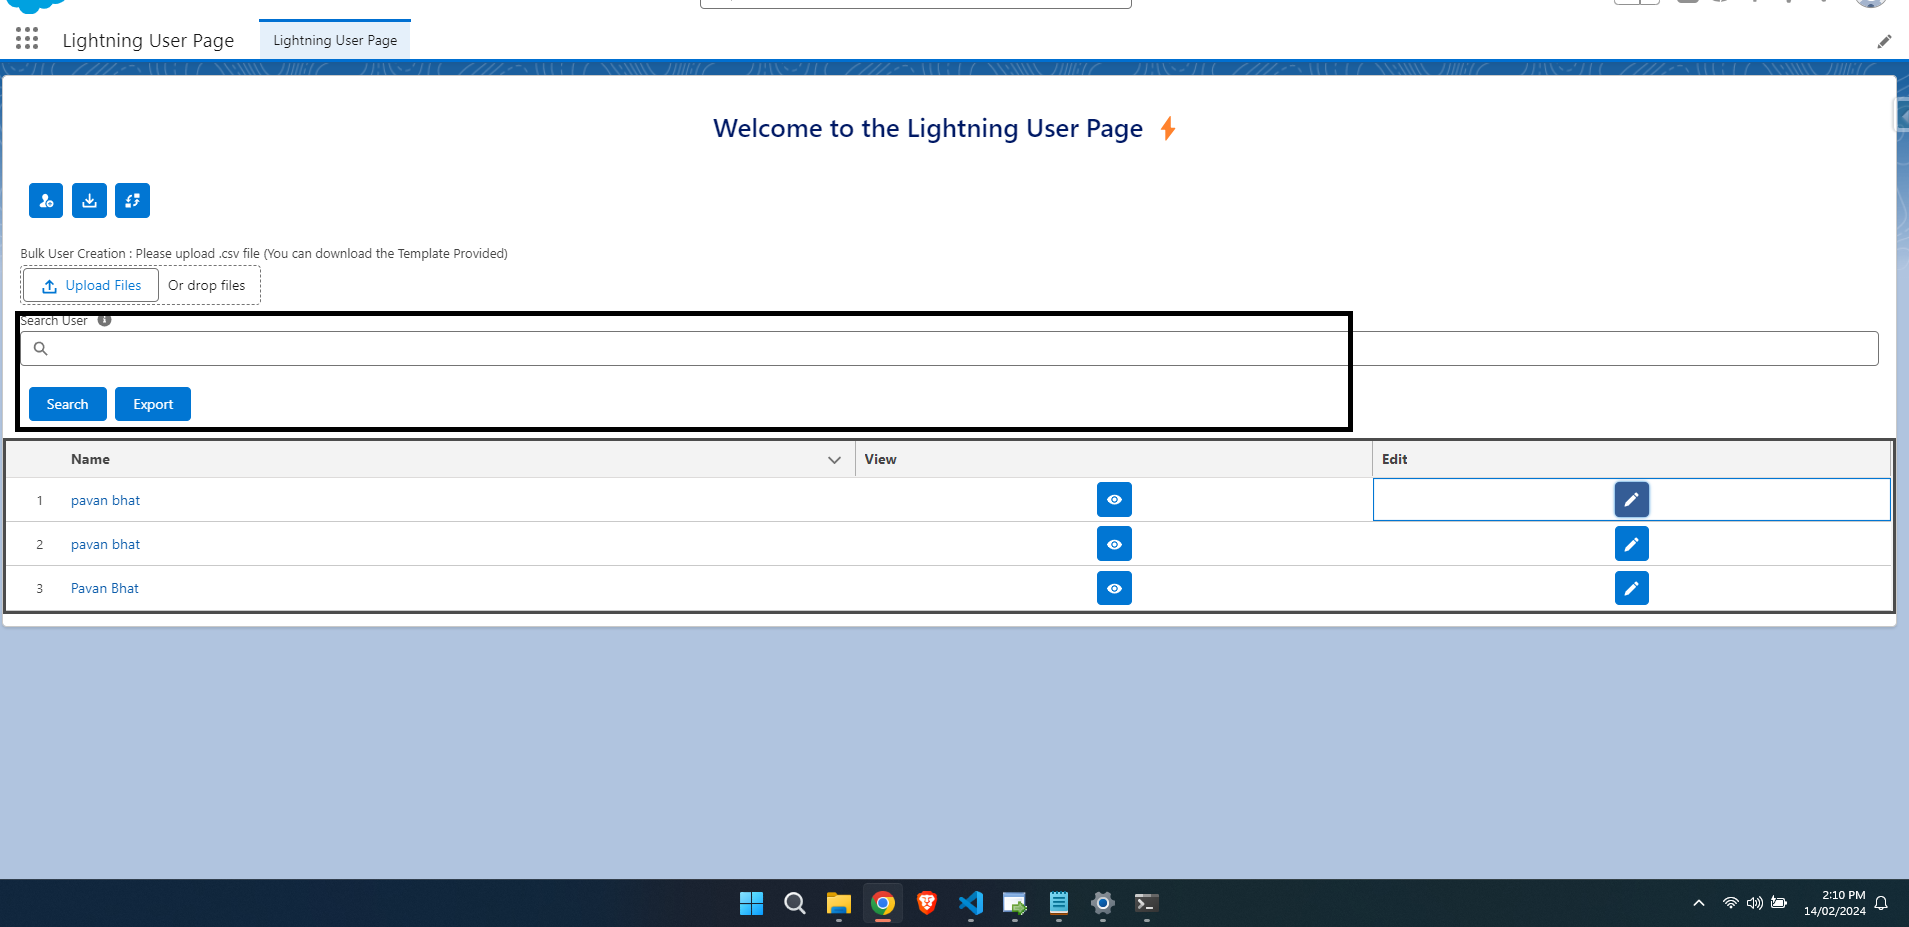 Lightning User Page
Lightning User Page
Welcome to the Lightning User Page
Bulk User Creation : Please upload .csv file (You can download the Template Provided)
Upload Files
Or drop files
Search User
Search
Export
Name
View
Edit
1
pavan bhat
2
pavan bhat
3
Pavan Bhat
2:10 PM
14/02/2024